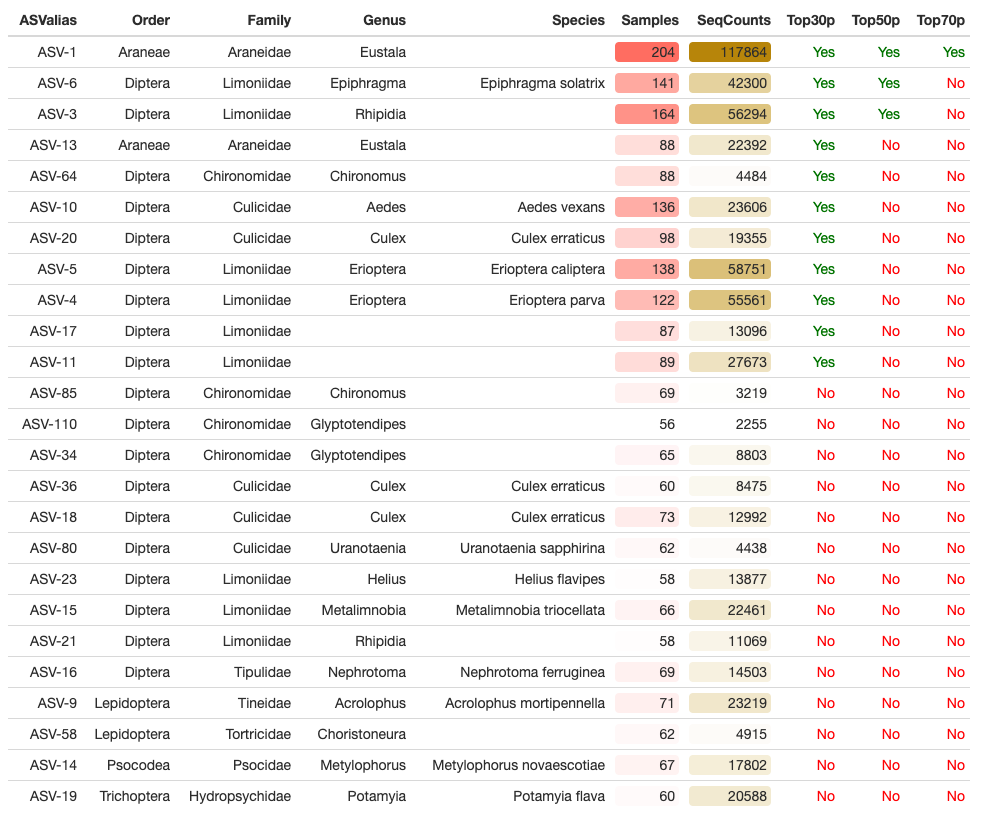 ASValias Order Family Genus Species Samples SeqCounts Top30p Top50p Top70p
ASV-1 Araneae Araneidae Eustala 204 117864 Yes Yes Yes
ASV-6 Diptera Limoniidae Epiphragma Epiphragma solatrix 141 42300 Yes Yes No
ASV-3 Diptera Limoniidae Rhipidia 164 56294 Yes Yes No
ASV-13 Araneae Araneidae Eustala 88 22392 Yes No No
ASV-64 Diptera Chironomidae Chironomus 88 4484 Yes No No
ASV-10 Diptera Culicidae Aedes Aedes vexans 136 23606 Yes No No
ASV-20 Diptera Culicidae Culex Culex erraticus 98 19355 Yes No No
ASV-5 Diptera Limoniidae Erioptera Erioptera caliptera 138 58751 Yes No No
ASV-4 Diptera Limoniidae Erioptera Erioptera parva 122 55561 Yes No No
ASV-17 Diptera Limoniidae 87 13096 Yes No No
ASV-11 Diptera Limoniidae 89 27673 Yes No No
ASV-85 Diptera Chironomidae Chironomus 69 3219 No No No
ASV-110 Diptera Chironomidae Glyptotendipes 56 2255 No No No
ASV-34 Diptera Chironomidae Glyptotendipes 65 8803 No No No
ASV-36 Diptera Culicidae Culex Culex erraticus 60 8475 No No No
ASV-18 Diptera Culicidae Culex Culex erraticus 73 12992 No No No
ASV-80 Diptera Culicidae Uranotaenia Uranotaenia sapphirina 62 4438 No No No
ASV-23 Diptera Limoniidae Helius Helius flavipes 58 13877 No No No
ASV-15 Diptera Limoniidae Metalimnobia Metalimnobia triocellata 66 22461 No No No
ASV-21 Diptera Limoniidae Rhipidia 58 11069 No No No
ASV-16 Diptera Tipulidae Nephrotoma Nephrotoma ferruginea 69 14503 No No No
ASV-9 Lepidoptera Tineidae Acrolophus Acrolophus mortipennella 71 23219 No No No
ASV-58 Lepidoptera Tortricidae Choristoneura 62 4915 No No No
ASV-14 Psocodea Psocidae Metylophorus Metylophorus novaescotiae 67 17802 No No No
ASV-19 Trichoptera Hydropsychidae Potamyia Potamyia flava 60 20588 No No No